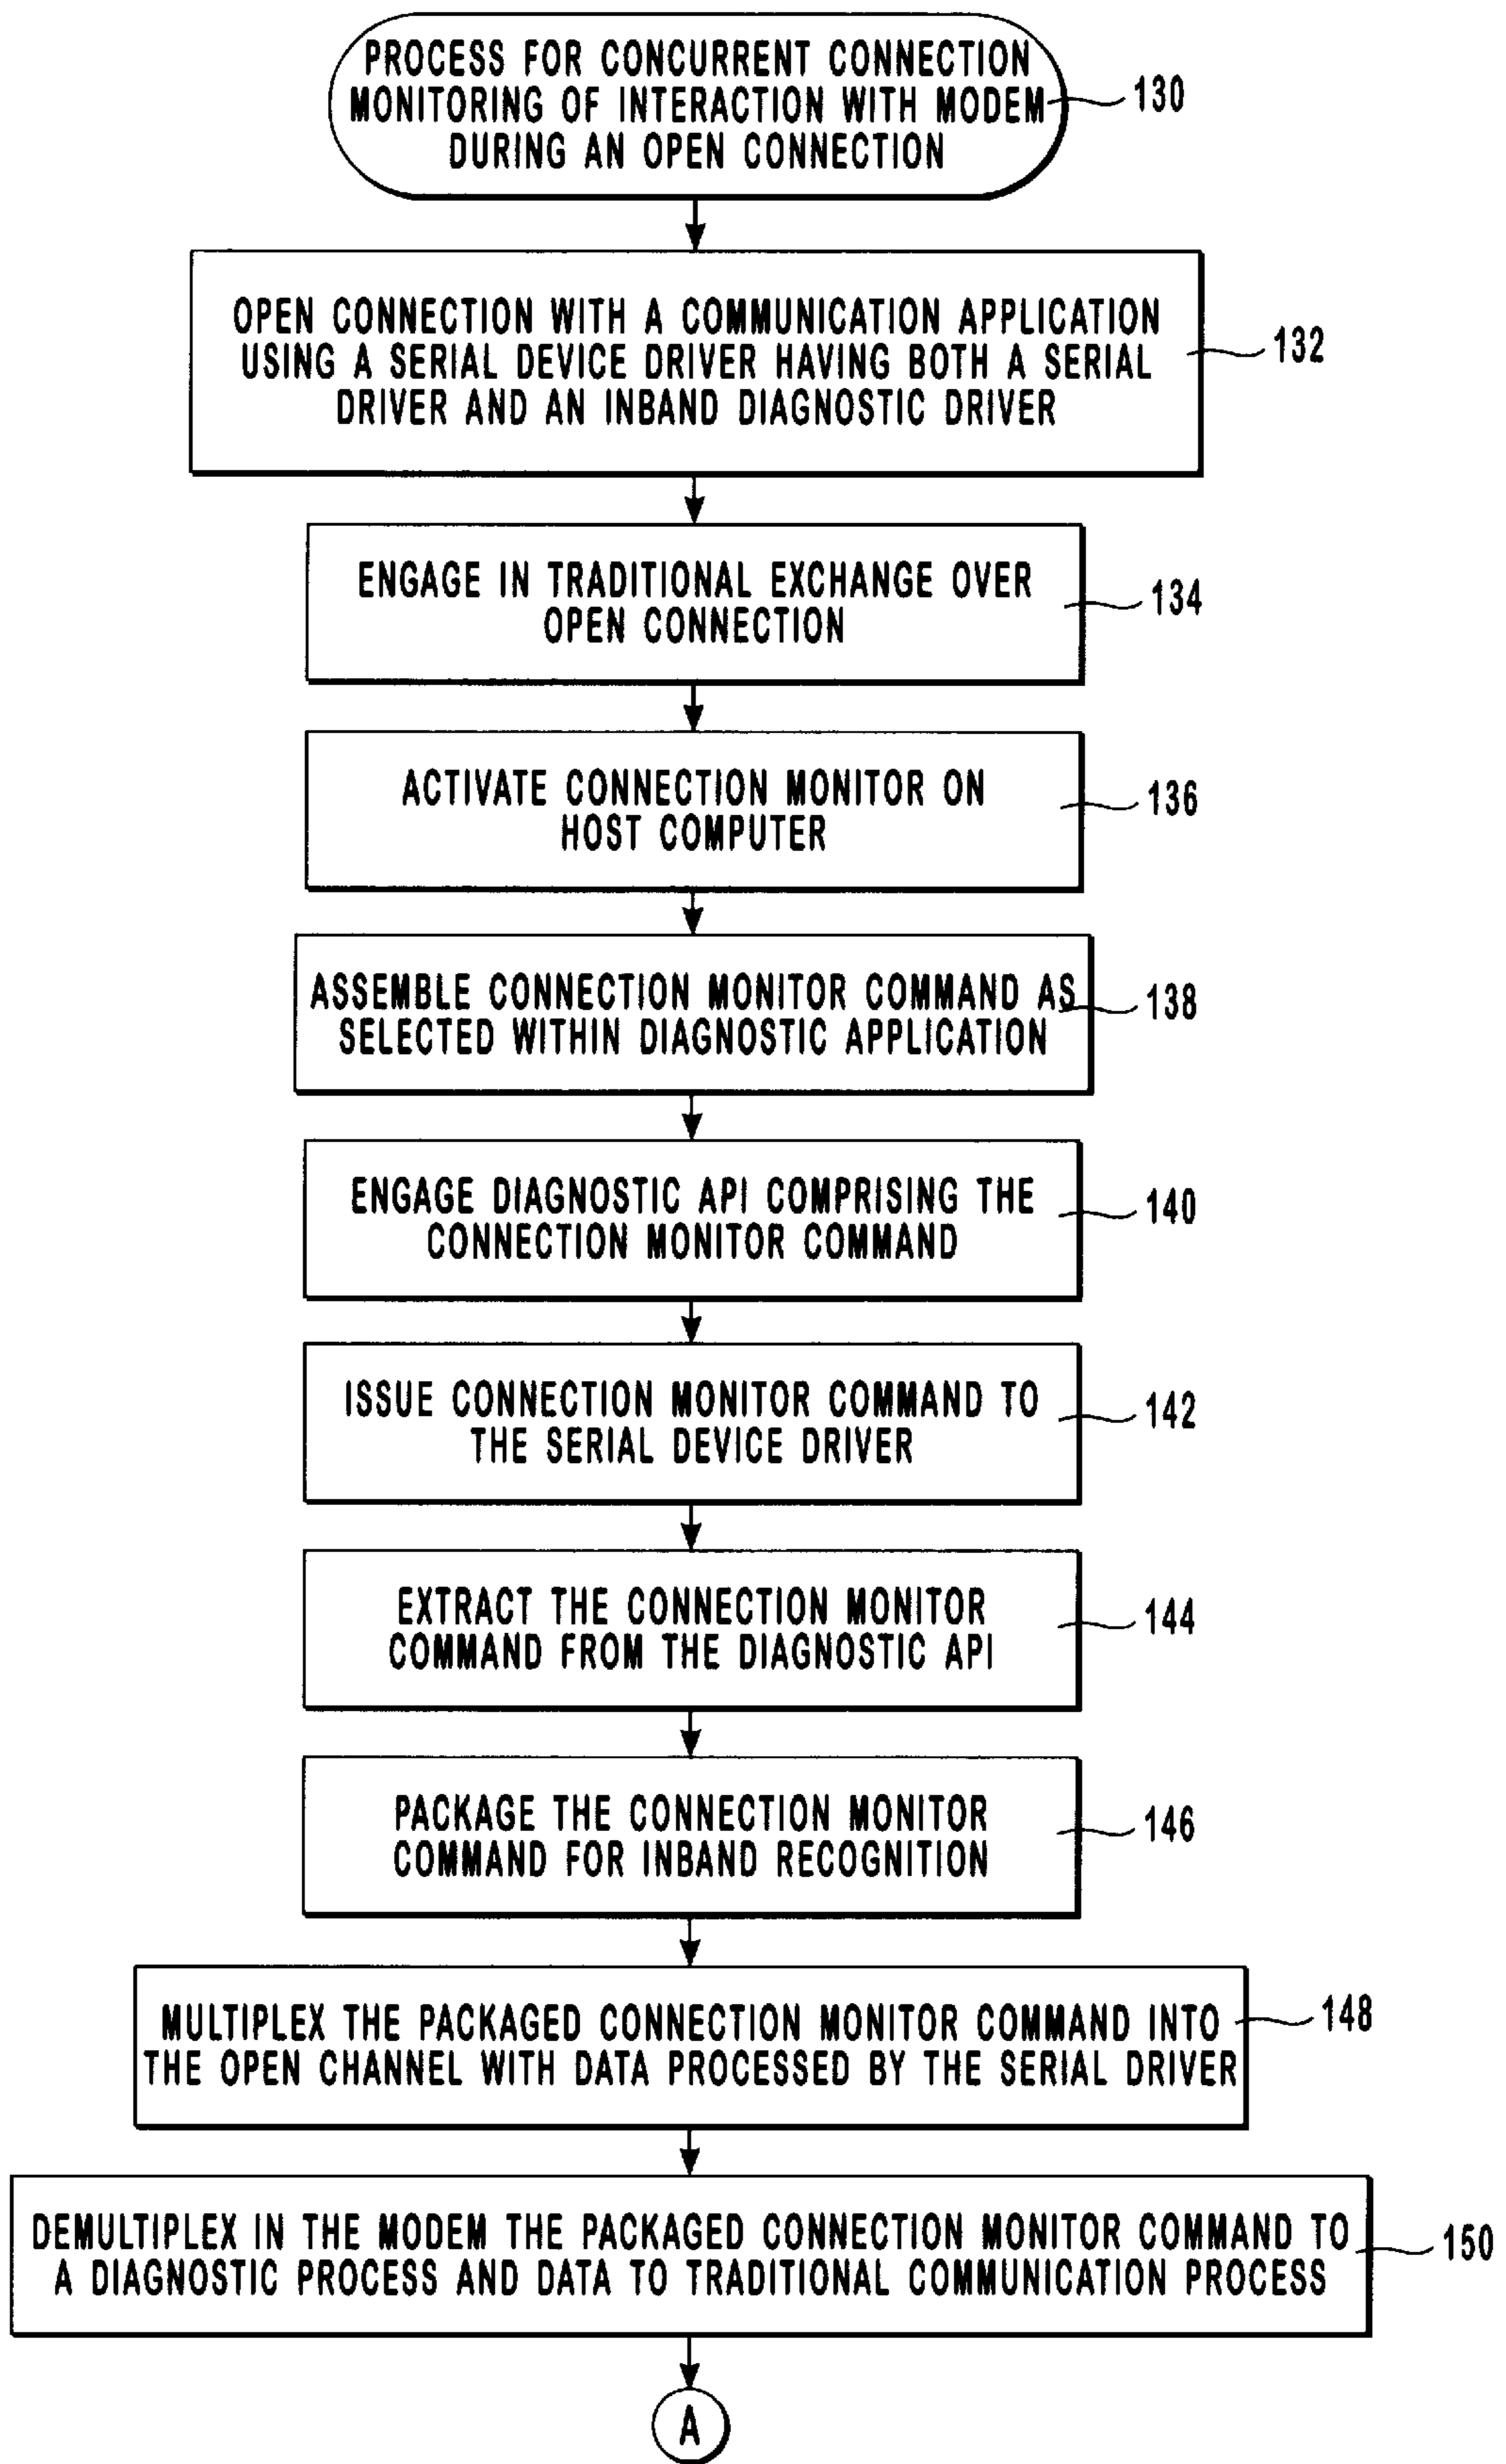 PROCESS FOR CONCURRENT CONNECTION
MONITORING OF INTERACTION WITH MODEM
DURING AN OPEN CONNECTION
130
OPEN CONNECTION WITH A COMMUNICATION APPLICATION
USING A SERIAL DEVICE DRIVER HAVING BOTH A SERIAL
DRIVER AND AN INBAND DIAGNOSTIC DRIVER
132
ENGAGE IN TRADITIONAL EXCHANGE OVER
OPEN CONNECTION
134
ACTIVATE CONNECTION MONITOR ON
HOST COMPUTER
136
ASSEMBLE CONNECTION MONITOR COMMAND AS
SELECTED WITHIN DIAGNOSTIC APPLICATION
138
ENGAGE DIAGNOSTIC API COMPRISING THE
CONNECTION MONITOR COMMAND
140
ISSUE CONNECTION MONITOR COMMAND TO
THE SERIAL DEVICE DRIVER
142
EXTRACT THE CONNECTION MONITOR
COMMAND FROM THE DIAGNOSTIC API
144
PACKAGE THE CONNECTION MONITOR
COMMAND FOR INBAND RECOGNITION
146
MULTIPLEX THE PACKAGED CONNECTION MONITOR COMMAND INTO
THE OPEN CHANNEL WITH DATA PROCESSED BY THE SERIAL DRIVER
148
DEMULTIPLEX IN THE MODEM THE PACKAGED CONNECTION MONITOR COMMAND TO
A DIAGNOSTIC PROCESS AND DATA TO TRADITIONAL COMMUNICATION PROCESS
150
A